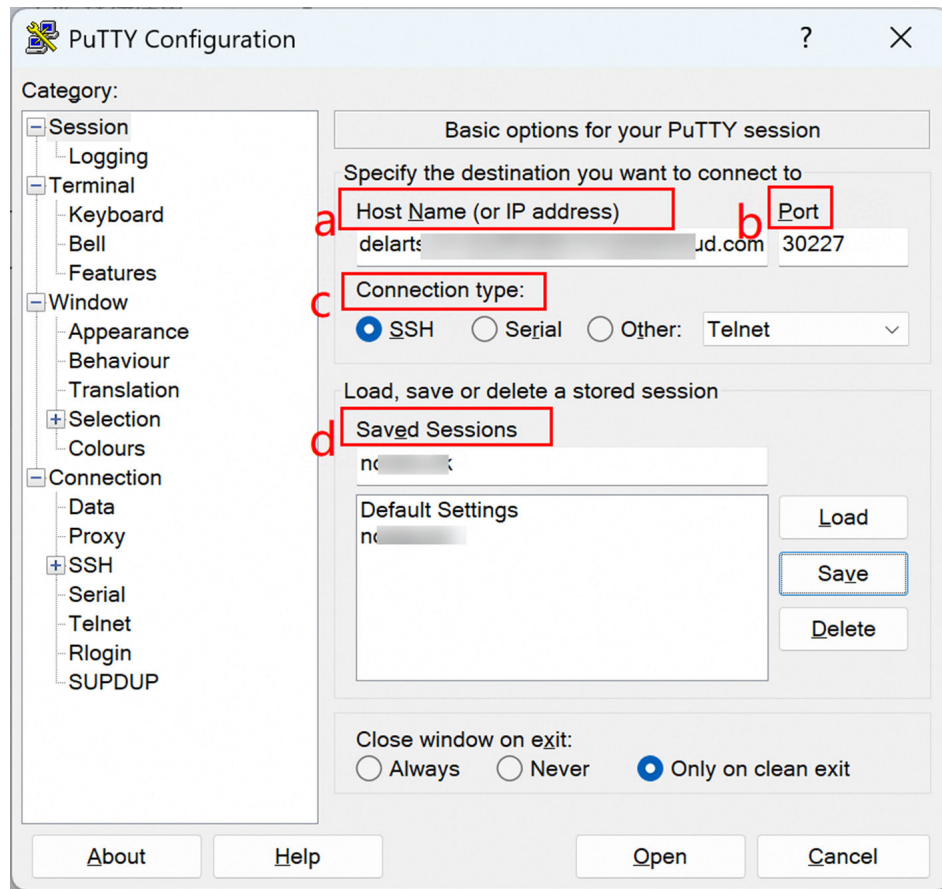 PuTTY Configuration
?
Category:
Session
Logging
Terminal
Keyboard
Bell
Features
Window
Appearance
Behaviour
Translation
Selection
Colours
Connection
Data
Proxy
SSH
Serial
Telnet
Rlogin
SUPDUP
Basic options for your PuTTY session
Specify the destination you want to connect to
a Host Name (or IP address) b Port
30227
c Connection type:
SSH Serial Other: Telnet
Load, save or delete a stored session
d Saved Sessions
Default Settings
Load
Save
Delete
Close window on exit:
Always Never Only on clean exit
About Help Open Cancel